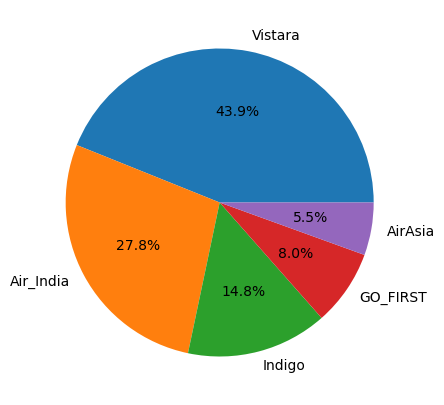 Vistara
43.9%
5.5%
AirAsia
27.8%
8.0%
Air_India
14.8%
GO_FIRST
Indigo